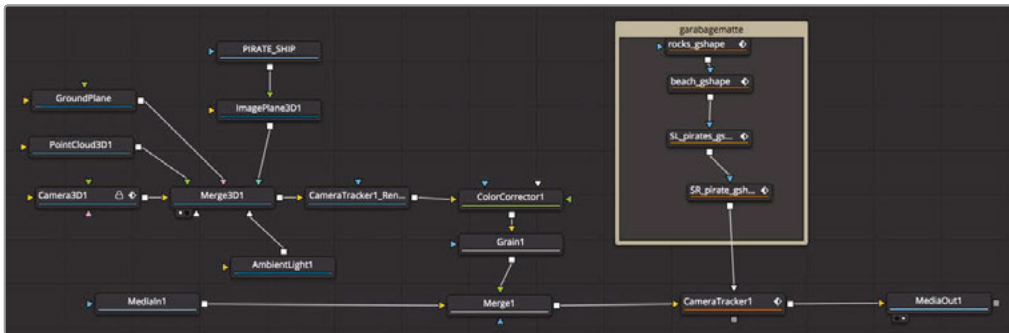 garabagematte
rocks_gshape
PIRATE_SHIP
beach_gshape
GroundPlane
ImagePlane3D1
SL_pirates_gs...
PointCloud3D1
Camera3D1
Merge3D1
CameraTracker1_Ren...
ColorCorrector1
SR_pirate_gsh...
Grain1
AmbientLight1
MediaIn1
Merge1
CameraTracker1
MediaOut1